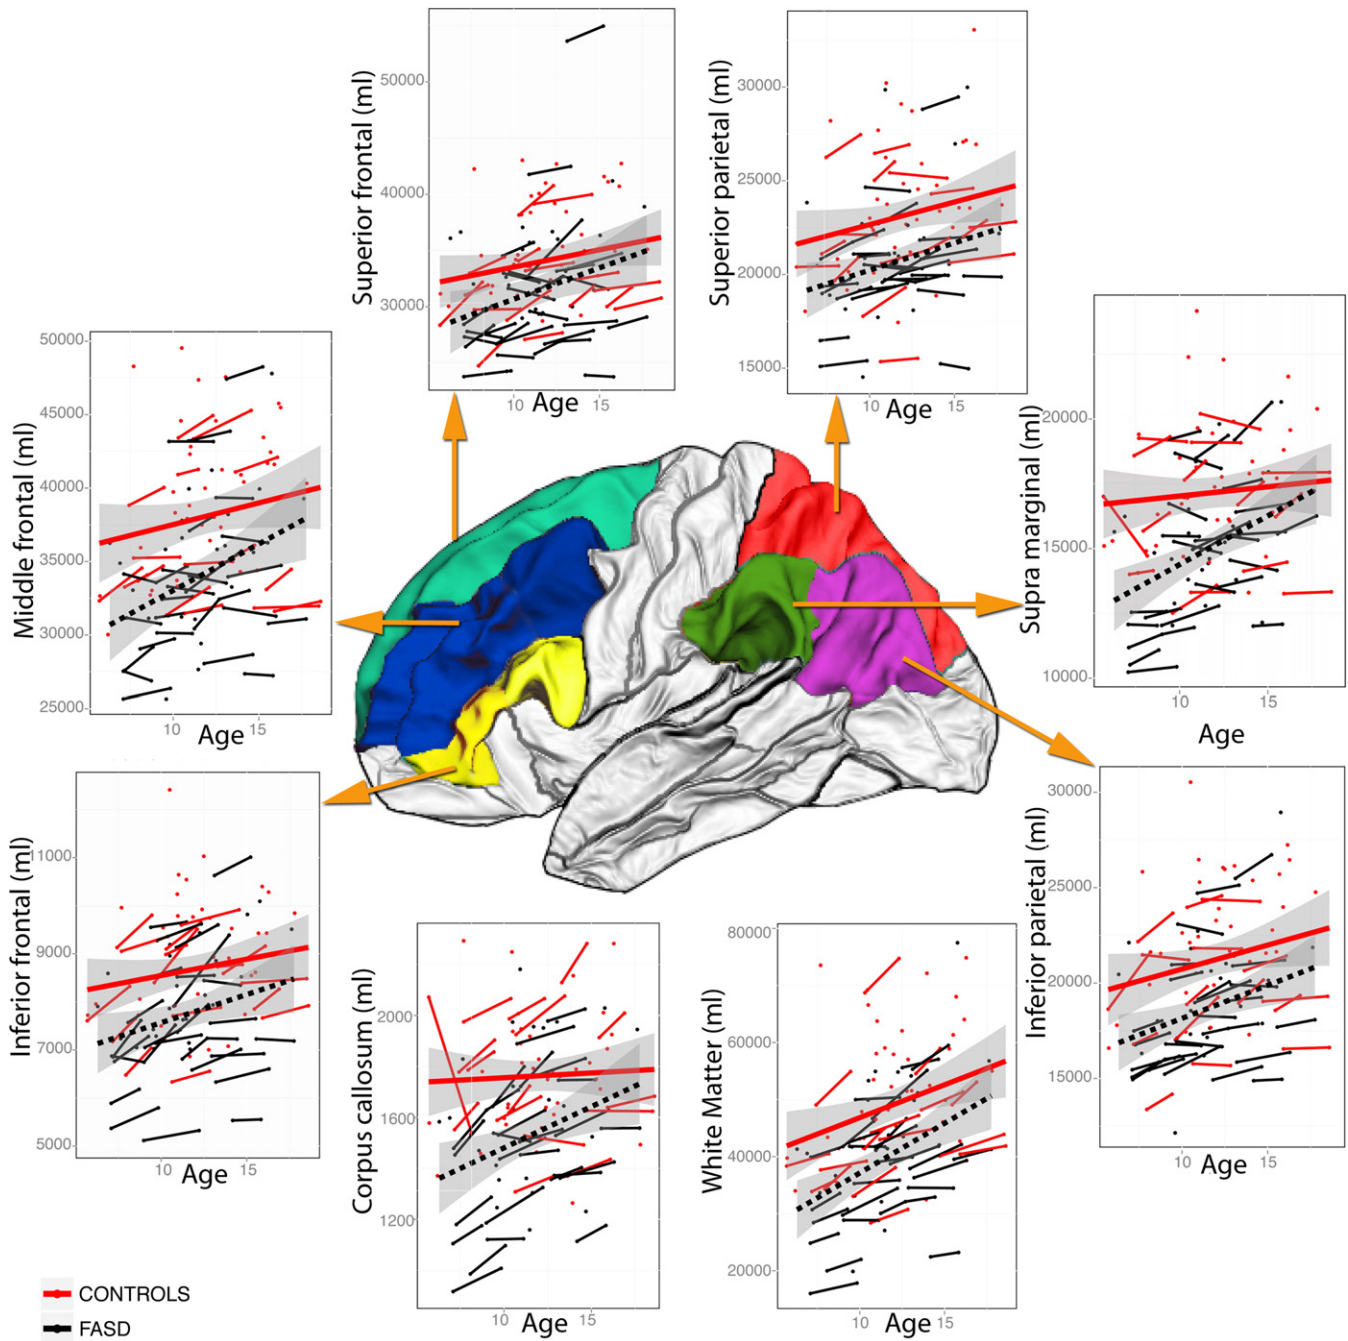 Superior frontal (ml)
50000
40000
30000
10
Age
15
Superior parietal (ml)
30000
25000
20000
15000
10
Age
15
Middle frontal (ml)
50000
45000
40000
35000
30000
25000
10
Age
15
Supra marginal (ml)
20000
15000
10000
10
15
Age
Inferior frontal (ml)
11000
9000
7000
5000
10
Age
15
Corpus callosum (ml)
2000
1600
1200
10
Age
15
White Matter (ml)
80000
60000
40000
20000
10
Age
15
Inferior parietal (ml)
30000
25000
20000
15000
10
Age
15
CONTROLS
FASD